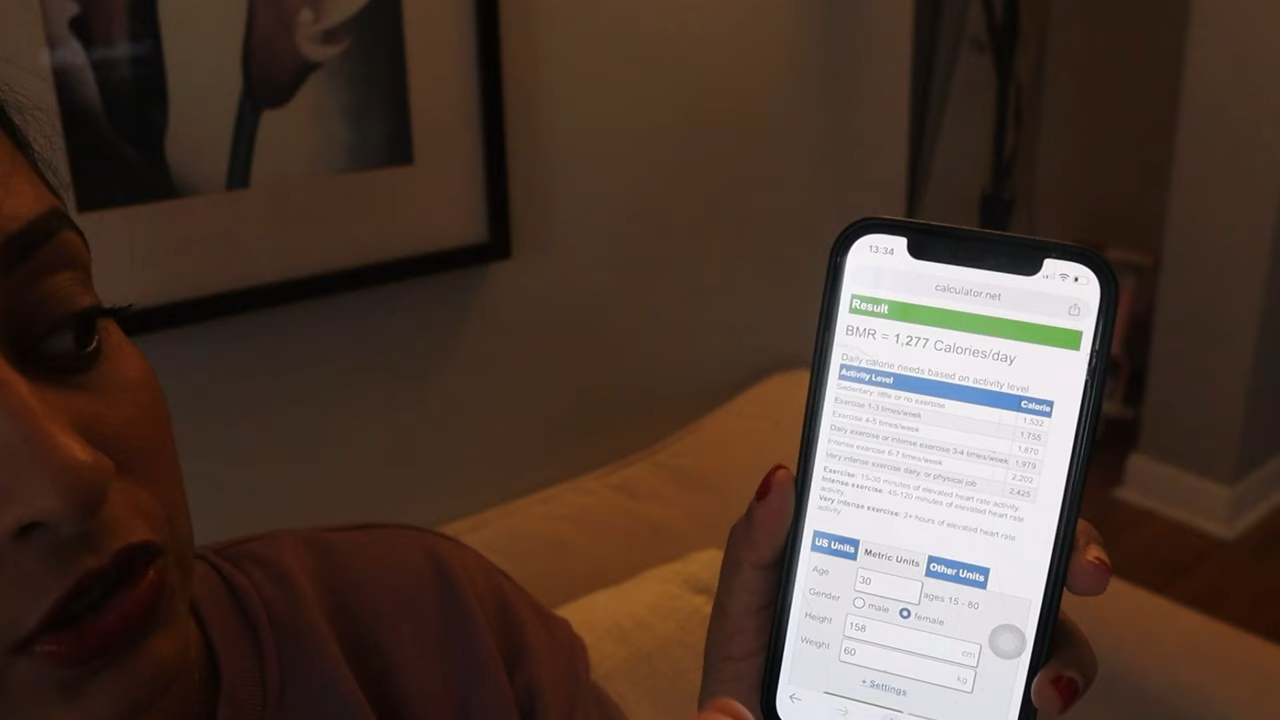 13:34
calculator.net
Result
BMR = 1,277 Calories/day
Daily calorie needs based on activity level
Activity Level Calorie
Sedentary: little or no exercise 1,532
Exercise 1-3 times/week 1,755
Exercise 4-5 times/week 1,870
Daily exercise or intense exercise 3-4 times/week 1,979
Intense exercise 6-7 times/week 2,202
Very intense exercise daily, or physical job 2,425
Exercise: 15-30 minutes of elevated heart rate activity.
Intense exercise: 45-120 minutes of elevated heart rate
activity.
Very intense exercise: 2+ hours of elevated heart rate
activity.
US Units Metric Units Other Units
Age 30 ages 15 - 80
Gender male female
Height 158 cm
Weight 60 kg
+ Settings